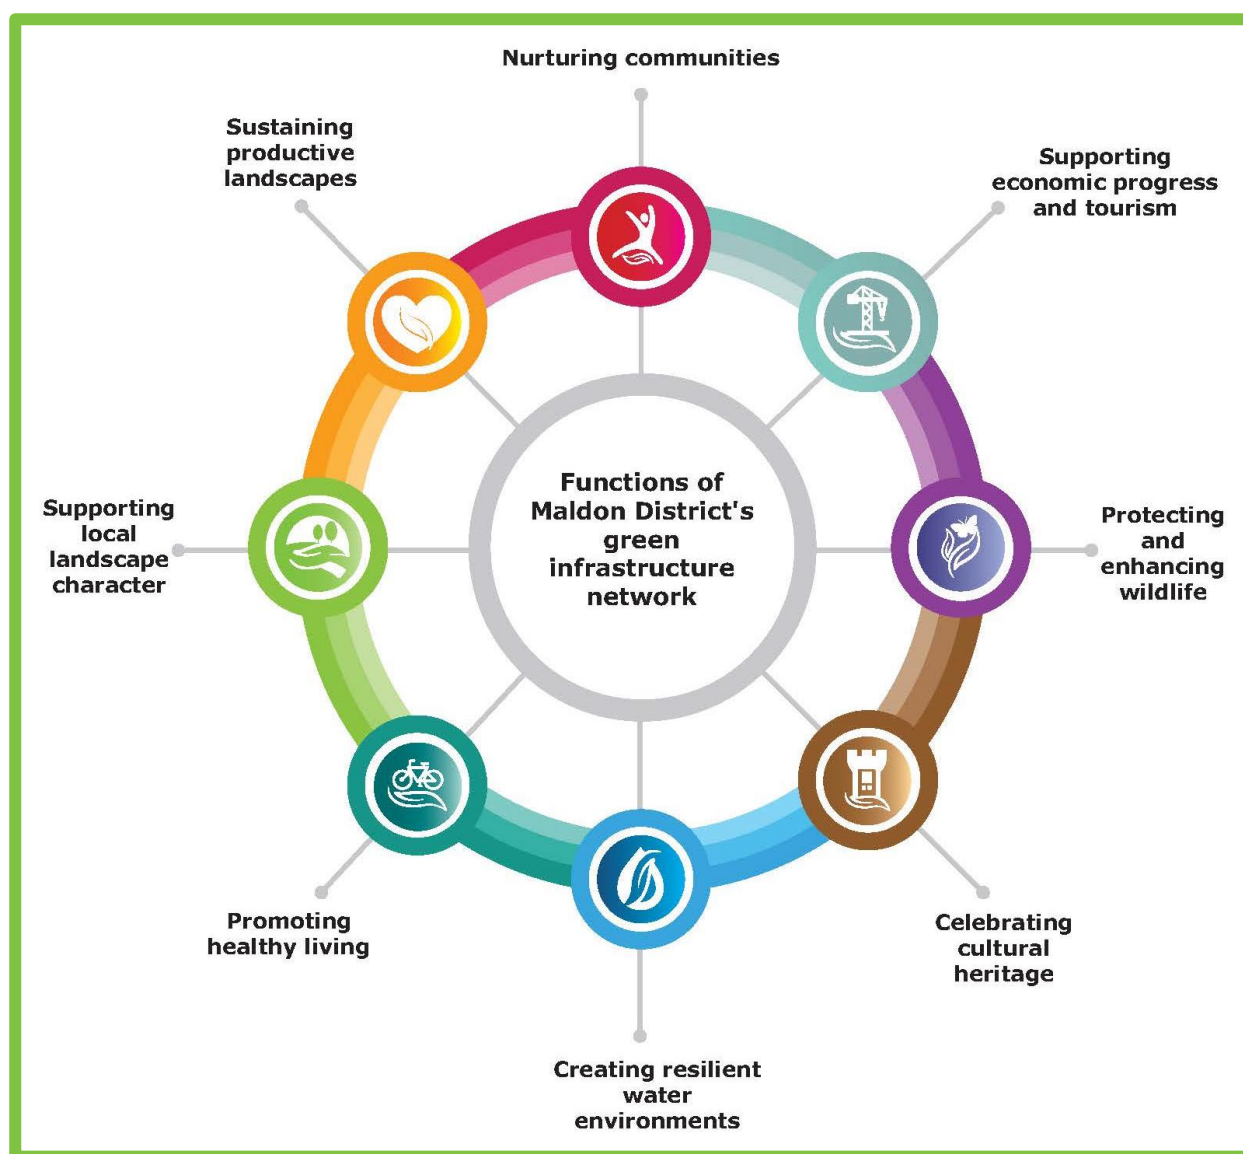 Nurturing communities
Supporting
economic progress
and tourism
Protecting
and
enhancing
wildlife
Celebrating
cultural
heritage
Creating resilient
water
environments
Promoting
healthy living
Supporting
local
landscape
character
Sustaining
productive
landscapes
Functions of
Maldon District's
green
infrastructure
network